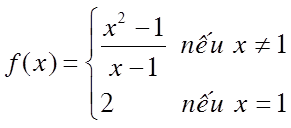 f(x) = { (x² − 1)/(x − 1) nếu x ≠ 1
2 nếu x = 1